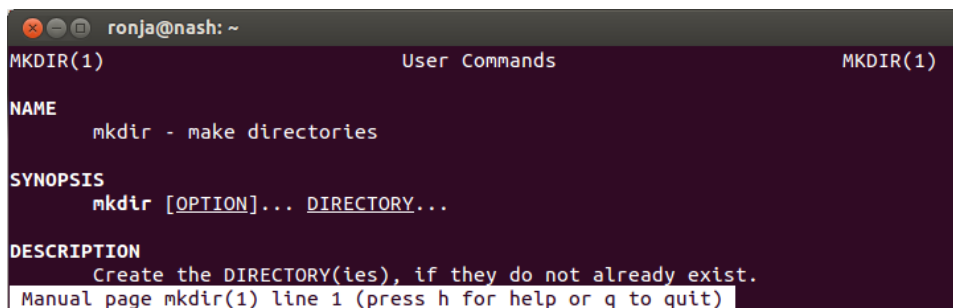 ronja@nash: ~
MKDIR(1) User Commands MKDIR(1)
NAME
mkdir - make directories
SYNOPSIS
mkdir [OPTION]... DIRECTORY...
DESCRIPTION
Create the DIRECTORY(ies), if they do not already exist.
Manual page mkdir(1) line 1 (press h for help or q to quit)